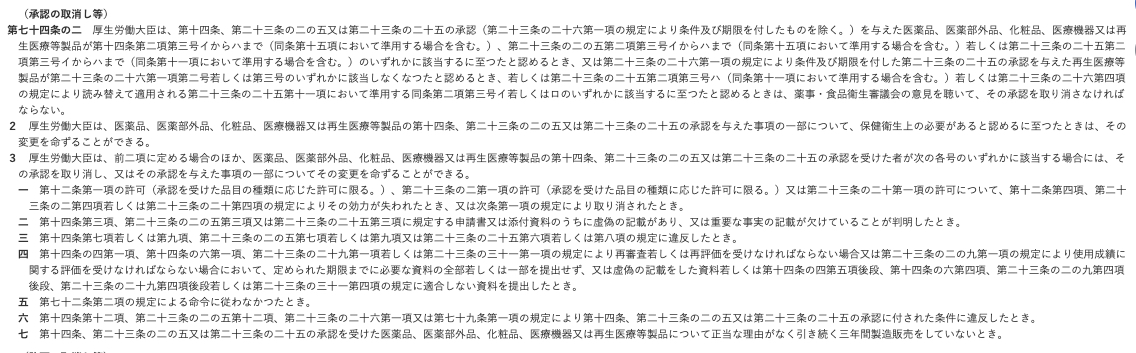 （承認の取消し等）
第七十四条の二　厚生労働大臣は、第十四条、第二十三条の二の五又は第二十三条の二十五の承認（第二十三条の二十六第一項の規定により条件及び期限を付したものを除く。）を与えた医薬品、医薬部外品、化粧品、医療機器又は再
生医療等製品が第十四条第二項第三号イからハまで（同条第十五項において準用する場合を含む。）、第二十三条の二の五第二項第三号イからハまで（同条第十五項において準用する場合を含む。）若しくは第二十三条の二十五第二
項第三号イからハまで（同条第十一項において準用する場合を含む。）のいずれかに該当するに至つたと認めるとき、又は第二十三条の二十六第一項の規定により条件及び期限を付した第二十三条の二十五の承認を与えた再生医療等
製品が第二十三条の二十六第一項第二号若しくは第三号のいずれかに該当しなくなつたと認めるとき、若しくは第二十三条の二十五第二項第三号ハ（同条第十一項において準用する場合を含む。）若しくは第二十三条の二十六第四項
の規定により読み替えて適用される第二十三条の二十五第十一項において準用する同条第二項第三号イ若しくはロのいずれかに該当するに至つたと認めるときは、薬事・食品衛生審議会の意見を聴いて、その承認を取り消さなければ
ならない。
２　厚生労働大臣は、医薬品、医薬部外品、化粧品、医療機器又は再生医療等製品の第十四条、第二十三条の二の五又は第二十三条の二十五の承認を与えた事項の一部について、保健衛生上の必要があると認めるに至つたときは、その
変更を命ずることができる。
３　厚生労働大臣は、前二項に定める場合のほか、医薬品、医薬部外品、化粧品、医療機器又は再生医療等製品の第十四条、第二十三条の二の五又は第二十三条の二十五の承認を受けた者が次の各号のいずれかに該当する場合には、そ
の承認を取り消し、又はその承認を与えた事項の一部についてその変更を命ずることができる。
一　第十二条第一項の許可（承認を受けた品目の種類に応じた許可に限る。）、第二十三条の二第一項の許可（承認を受けた品目の種類に応じた許可に限る。）又は第二十三条の二十第一項の許可について、第十二条第四項、第二十
三条の二第四項若しくは第二十三条の二十第四項の規定によりその効力が失われたとき、又は次条第一項の規定により取り消されたとき。
二　第十四条第三項、第二十三条の二の五第三項又は第二十三条の二十五第三項に規定する申請書又は添付資料のうちに虚偽の記載があり、又は重要な事実の記載が欠けていることが判明したとき。
三　第十四条第七項若しくは第九項、第二十三条の二の五第七項若しくは第九項又は第二十三条の二十五第六項若しくは第八項の規定に違反したとき。
四　第十四条の四第一項、第十四条の六第一項、第二十三条の二十九第一項若しくは第二十三条の三十一第一項の規定により再審査若しくは再評価を受けなければならない場合又は第二十三条の二の九第一項の規定により使用成績に
関する評価を受けなければならない場合において、定められた期限までに必要な資料の全部若しくは一部を提出せず、又は虚偽の記載をした資料若しくは第十四条の四第五項後段、第十四条の六第四項、第二十三条の二の九第四項
後段、第二十三条の二十九第四項後段若しくは第二十三条の三十一第四項の規定に適合しない資料を提出したとき。
五　第七十二条第二項の規定による命令に従わなかつたとき。
六　第十四条第十二項、第二十三条の二の五第十二項、第二十三条の二十六第一項又は第七十九条第一項の規定により第十四条、第二十三条の二の五又は第二十三条の二十五の承認に付された条件に違反したとき。
七　第十四条、第二十三条の二の五又は第二十三条の二十五の承認を受けた医薬品、医薬部外品、化粧品、医療機器又は再生医療等製品について正当な理由がなく引き続く三年間製造販売をしていないとき。